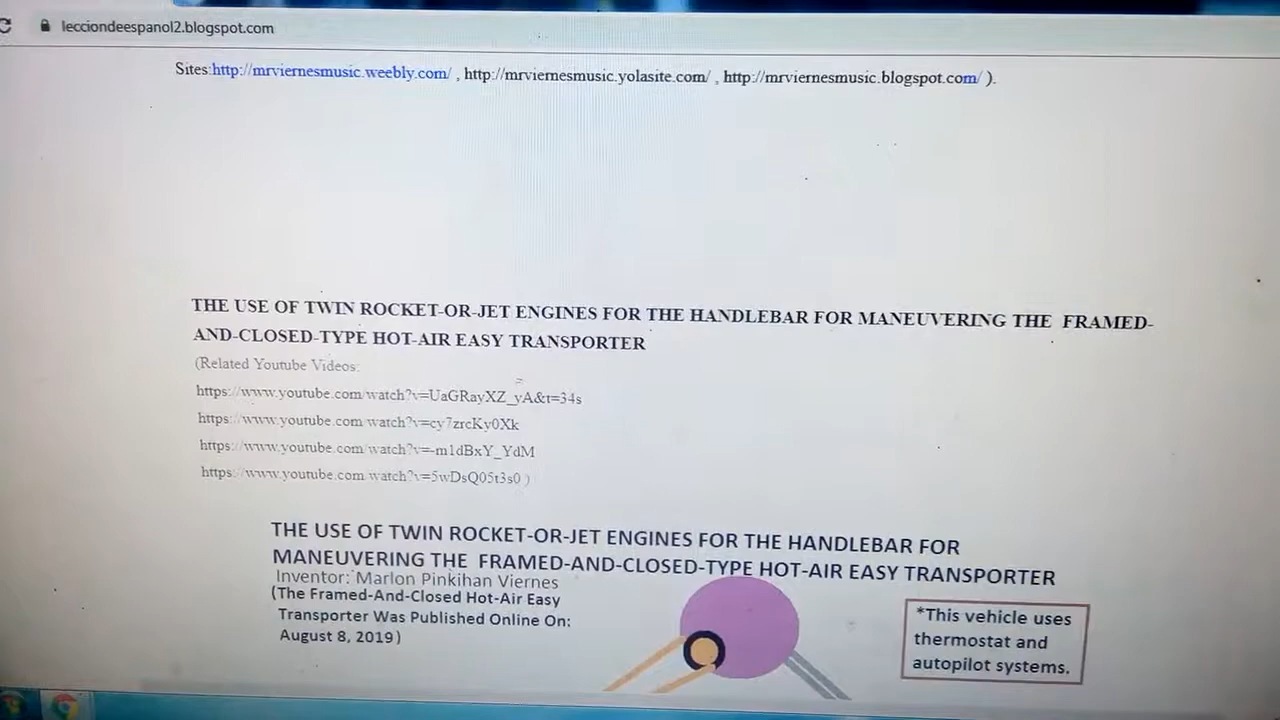 lecciondeespanol2.blogspot.com
Sites:http://mrviernesmusic.weebly.com/ , http://mrviernesmusic.yolasite.com/ , http://mrviernesmusic.blogspot.com/ ).
THE USE OF TWIN ROCKET-OR-JET ENGINES FOR THE HANDLEBAR FOR MANEUVERING THE FRAMED-
AND-CLOSED-TYPE HOT-AIR EASY TRANSPORTER
(Related Youtube Videos:
https://www.youtube.com/watch?v=UaGRayXZ_yA&t=34s
https://www.youtube.com/watch?v=cy7zrcKy0Xk
https://www.youtube.com/watch?v=-m1dBxY_YdM
https://www.youtube.com/watch?v=5wDsQ05t3s0 )
THE USE OF TWIN ROCKET-OR-JET ENGINES FOR THE HANDLEBAR FOR
MANEUVERING THE FRAMED-AND-CLOSED-TYPE HOT-AIR EASY TRANSPORTER
Inventor: Marlon Pinkihan Viernes
(The Framed-And-Closed Hot-Air Easy
Transporter Was Published Online On:
August 8, 2019)
*This vehicle uses
thermostat and
autopilot systems.